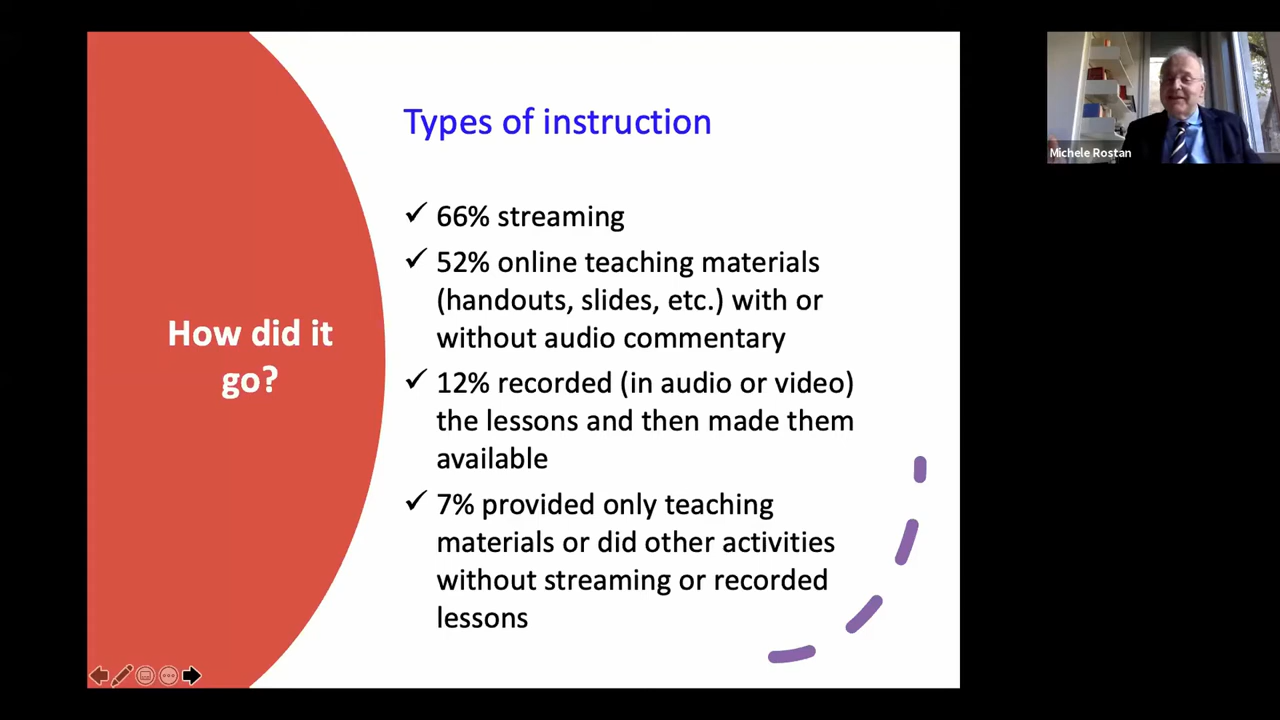 How did it
go?
Types of instruction
✓ 66% streaming
✓ 52% online teaching materials
(handouts, slides, etc.) with or
without audio commentary
✓ 12% recorded (in audio or video)
the lessons and then made them
available
✓ 7% provided only teaching
materials or did other activities
without streaming or recorded
lessons
Michele Rostan